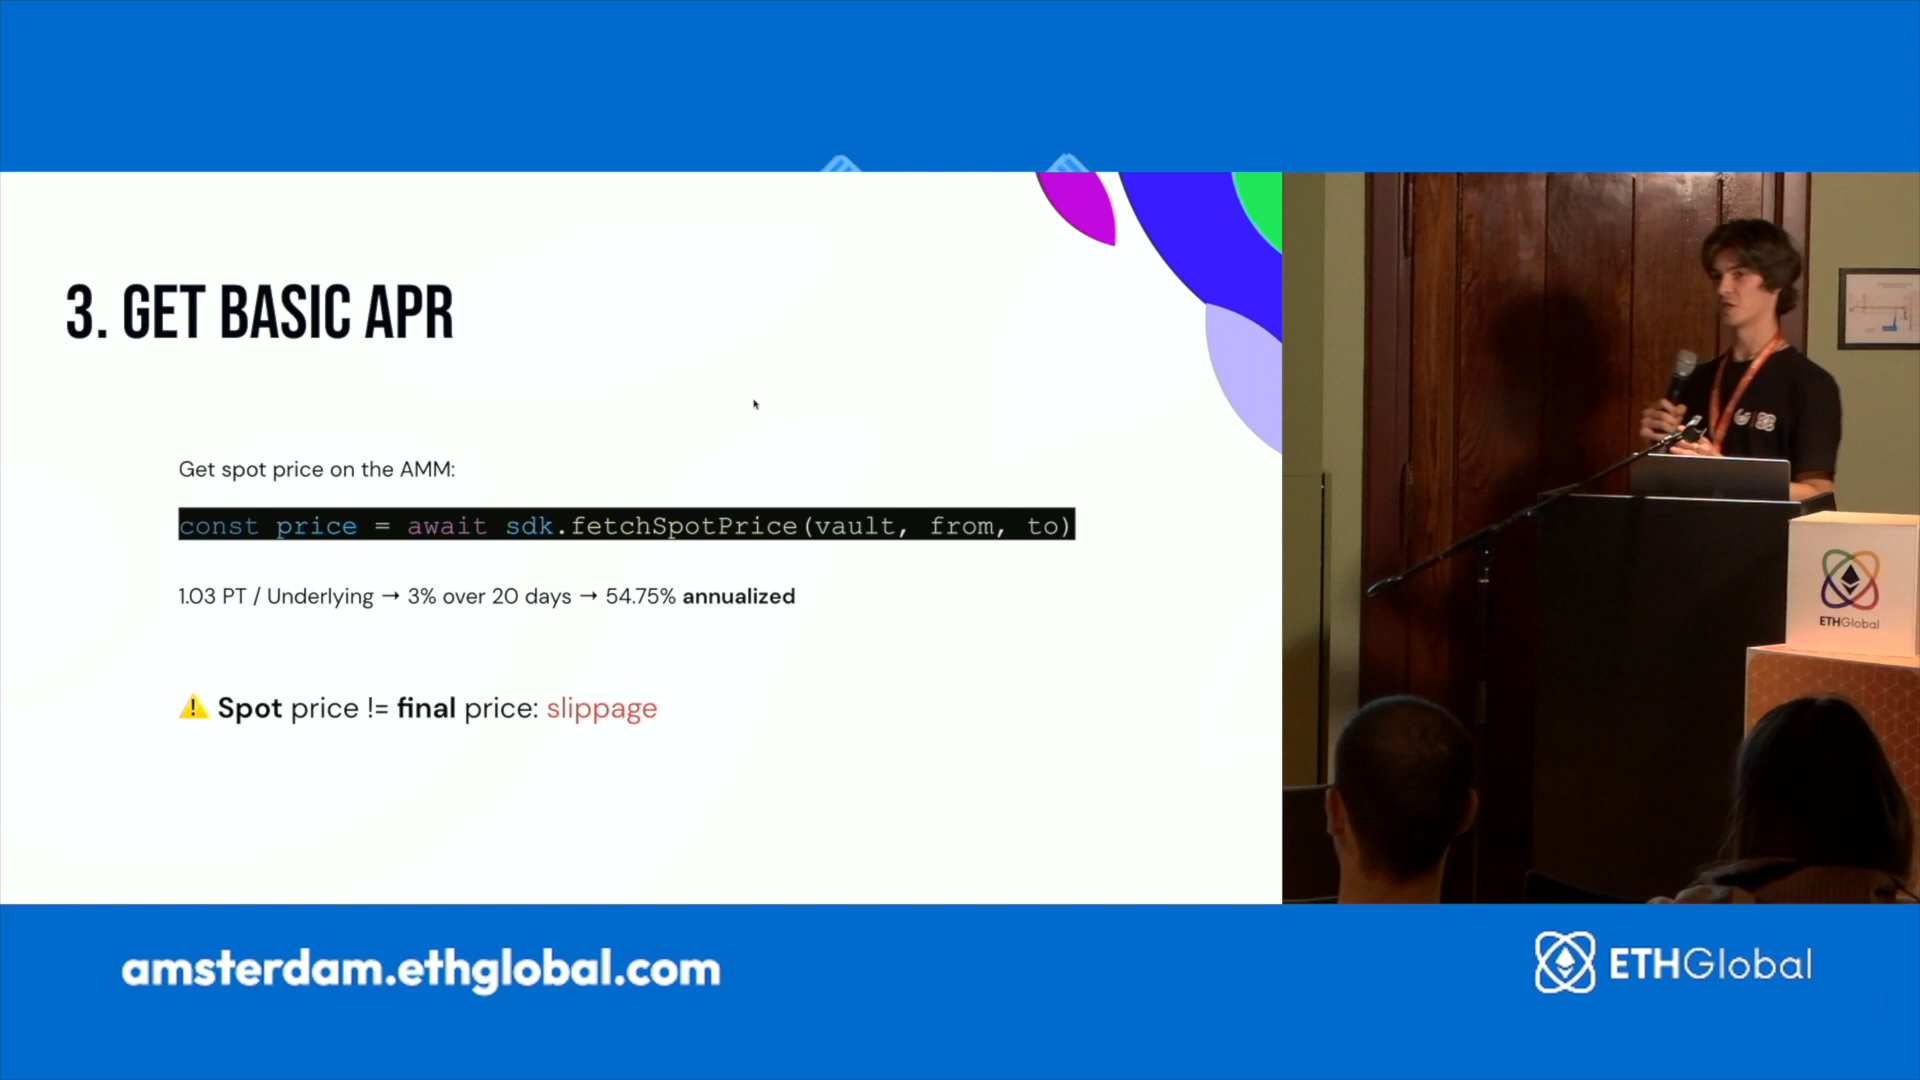 3. GET BASIC APR
Get spot price on the AMM:
const price = await sdk.fetchSpotPrice(vault, from, to)
1.03 PT / Underlying → 3% over 20 days → 54.75% annualized
⚠️ Spot price != final price: slippage
ETHGlobal
amsterdam.ethglobal.com
ETHGlobal